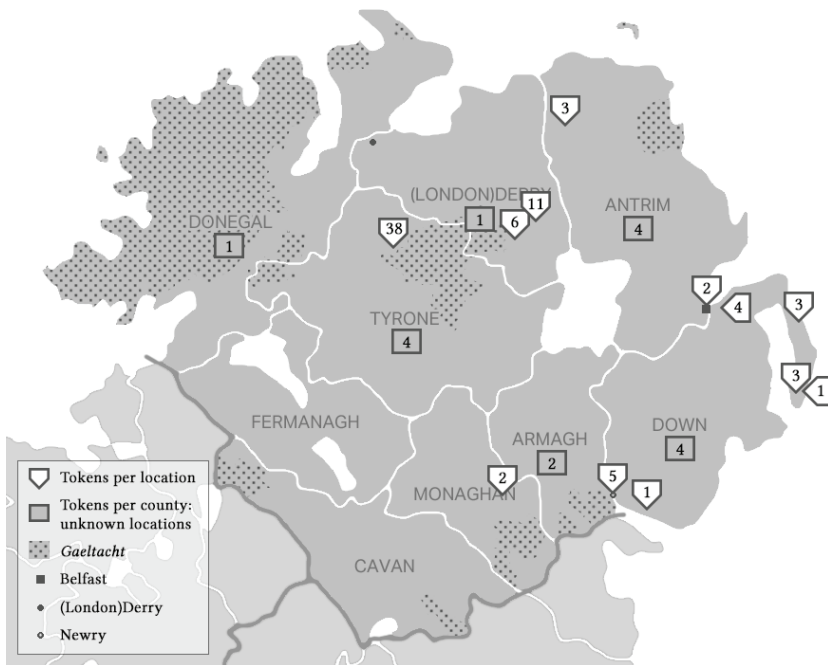 3
(LONDON)DERRY
11
38
1
6
ANTRIM
4
DONEGAL
1
2
4
3
TYRONE
4
3
1
FERMANAGH
ARMAGH
2
DOWN
4
2
MONAGHAN
5
1
CAVAN
Tokens per location
Tokens per county:
unknown locations
Gaeltacht
Belfast
(London)Derry
Newry